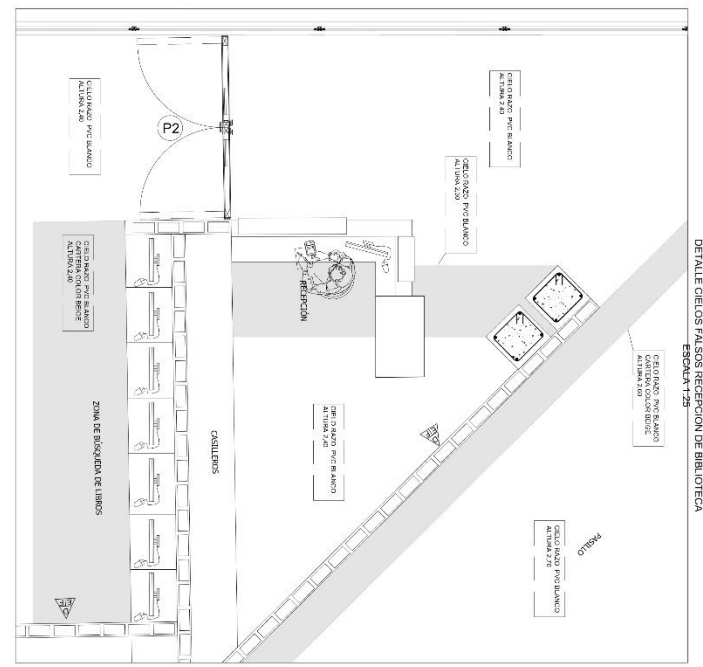 DETALLE CIELOS FALSOS RECEPCION DE BIBLIOTECA
ESCALA 1:25
CIELO RAZO PVC BLANCO
ALTURA 2,40
CIELO RAZO PVC BLANCO
ALTURA 2,40
CIELO RAZO PVC BLANCO
ALTURA 2,30
P2
CIELO RAZO PVC BLANCO
CARTERA COLOR BEIGE
ALTURA 2,40
RECEPCIÓN
CIELO RAZO PVC BLANCO
CARTERA COLOR BEIGE
ALTURA 2,60
ZONA DE BÚSQUEDA DE LIBROS
CASILLEROS
CIELO RAZO PVC BLANCO
ALTURA 2,40
CIELO RAZO PVC BLANCO
ALTURA 2,70
PASILLO